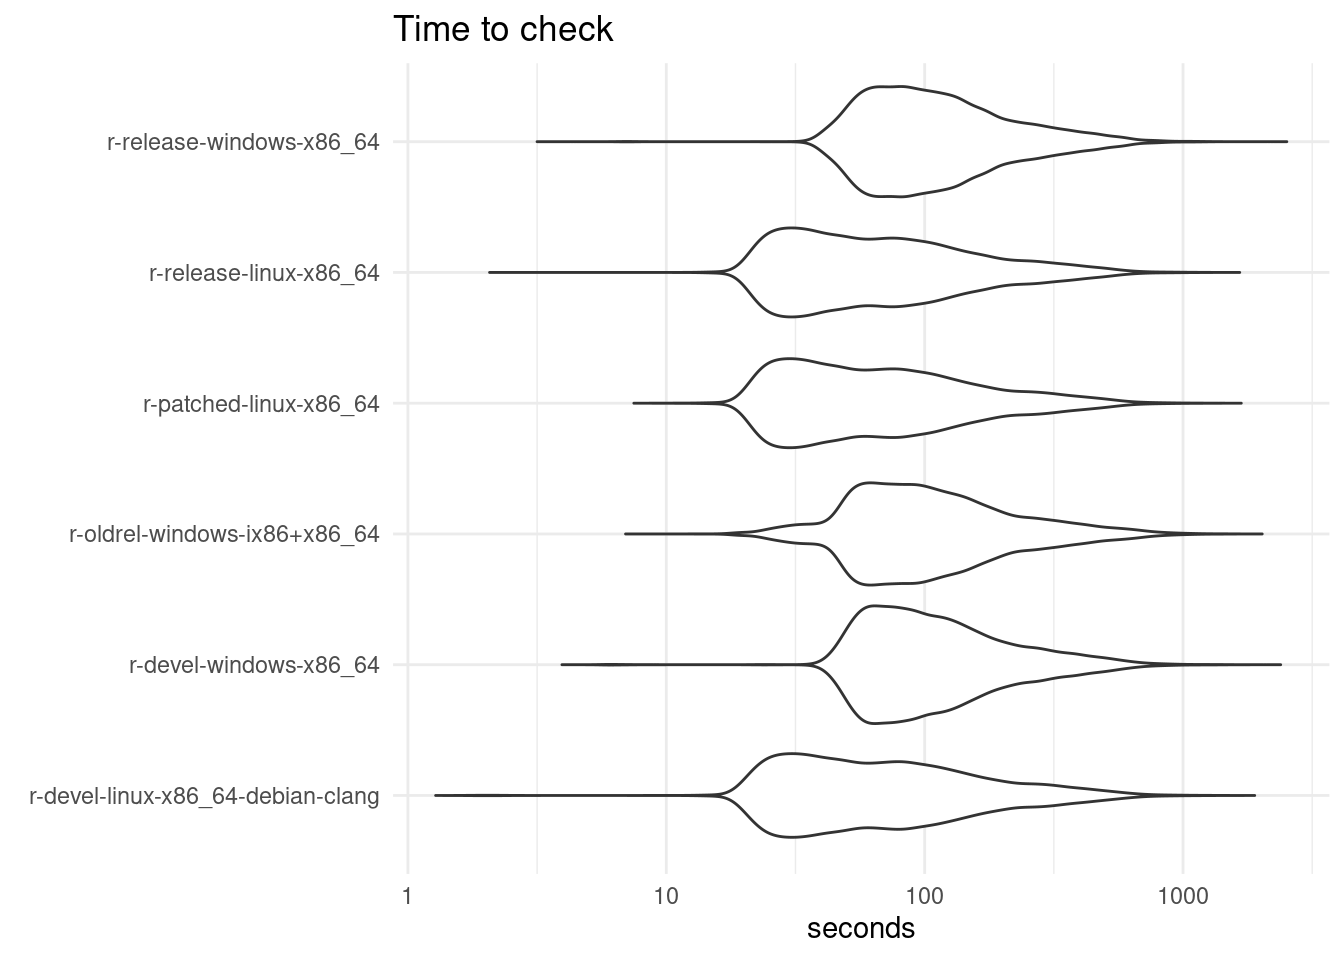 Time to check
r-release-windows-x86_64
r-release-linux-x86_64
r-patched-linux-x86_64
r-oldrel-windows-ix86+x86_64
r-devel-windows-x86_64
r-devel-linux-x86_64-debian-clang
1 10 100 1000
seconds